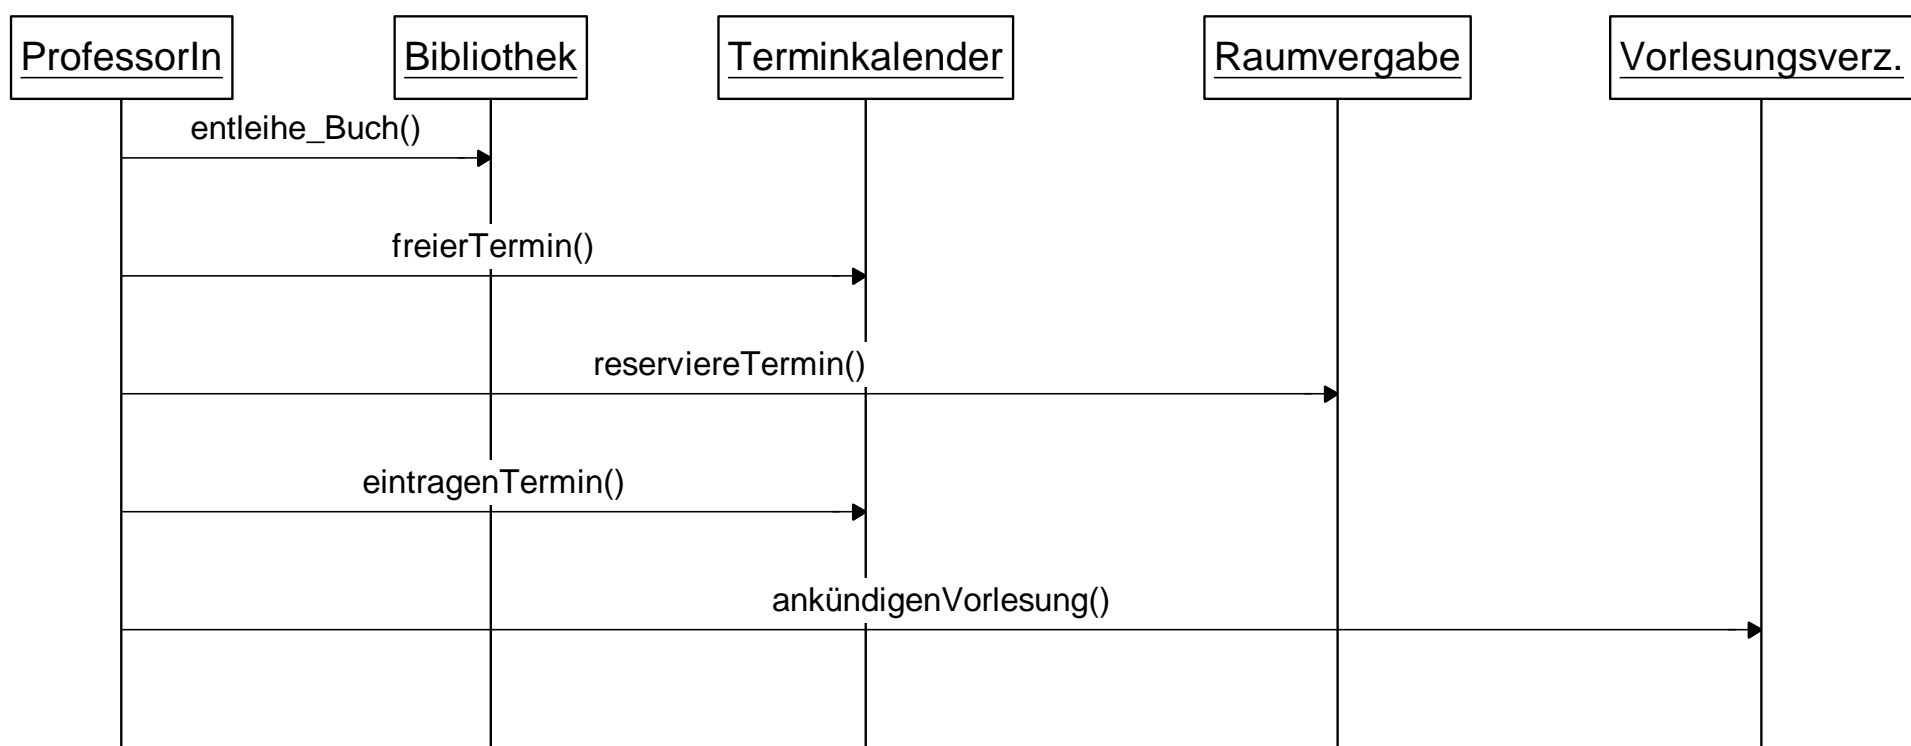 ProfessorIn
Bibliothek
Terminkalender
Raumvergabe
Vorlesungsverz.
entleihe_Buch()
freierTermin()
reserviereTermin()
eintragenTermin()
ankündigenVorlesung()